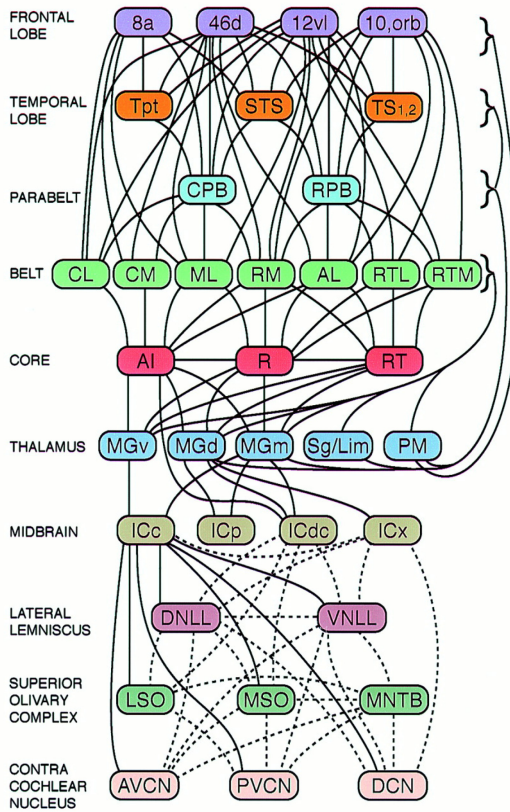 FRONTAL
LOBE
8a 46d 12vl 10,orb
TEMPORAL
LOBE
Tpt STS TS1,2
PARABELT
CPB RPB
BELT
CL CM ML RM AL RTL RTM
CORE
AI R RT
THALAMUS
MGv MGd MGm Sg/Lim PM
MIDBRAIN
ICc ICp ICdc ICx
LATERAL
LEMNISCUS
DNLL VNLL
SUPERIOR
OLIVARY
COMPLEX
LSO MSO MNTB
CONTRA
COCHLEAR
NUCLEUS
AVCN PVCN DCN